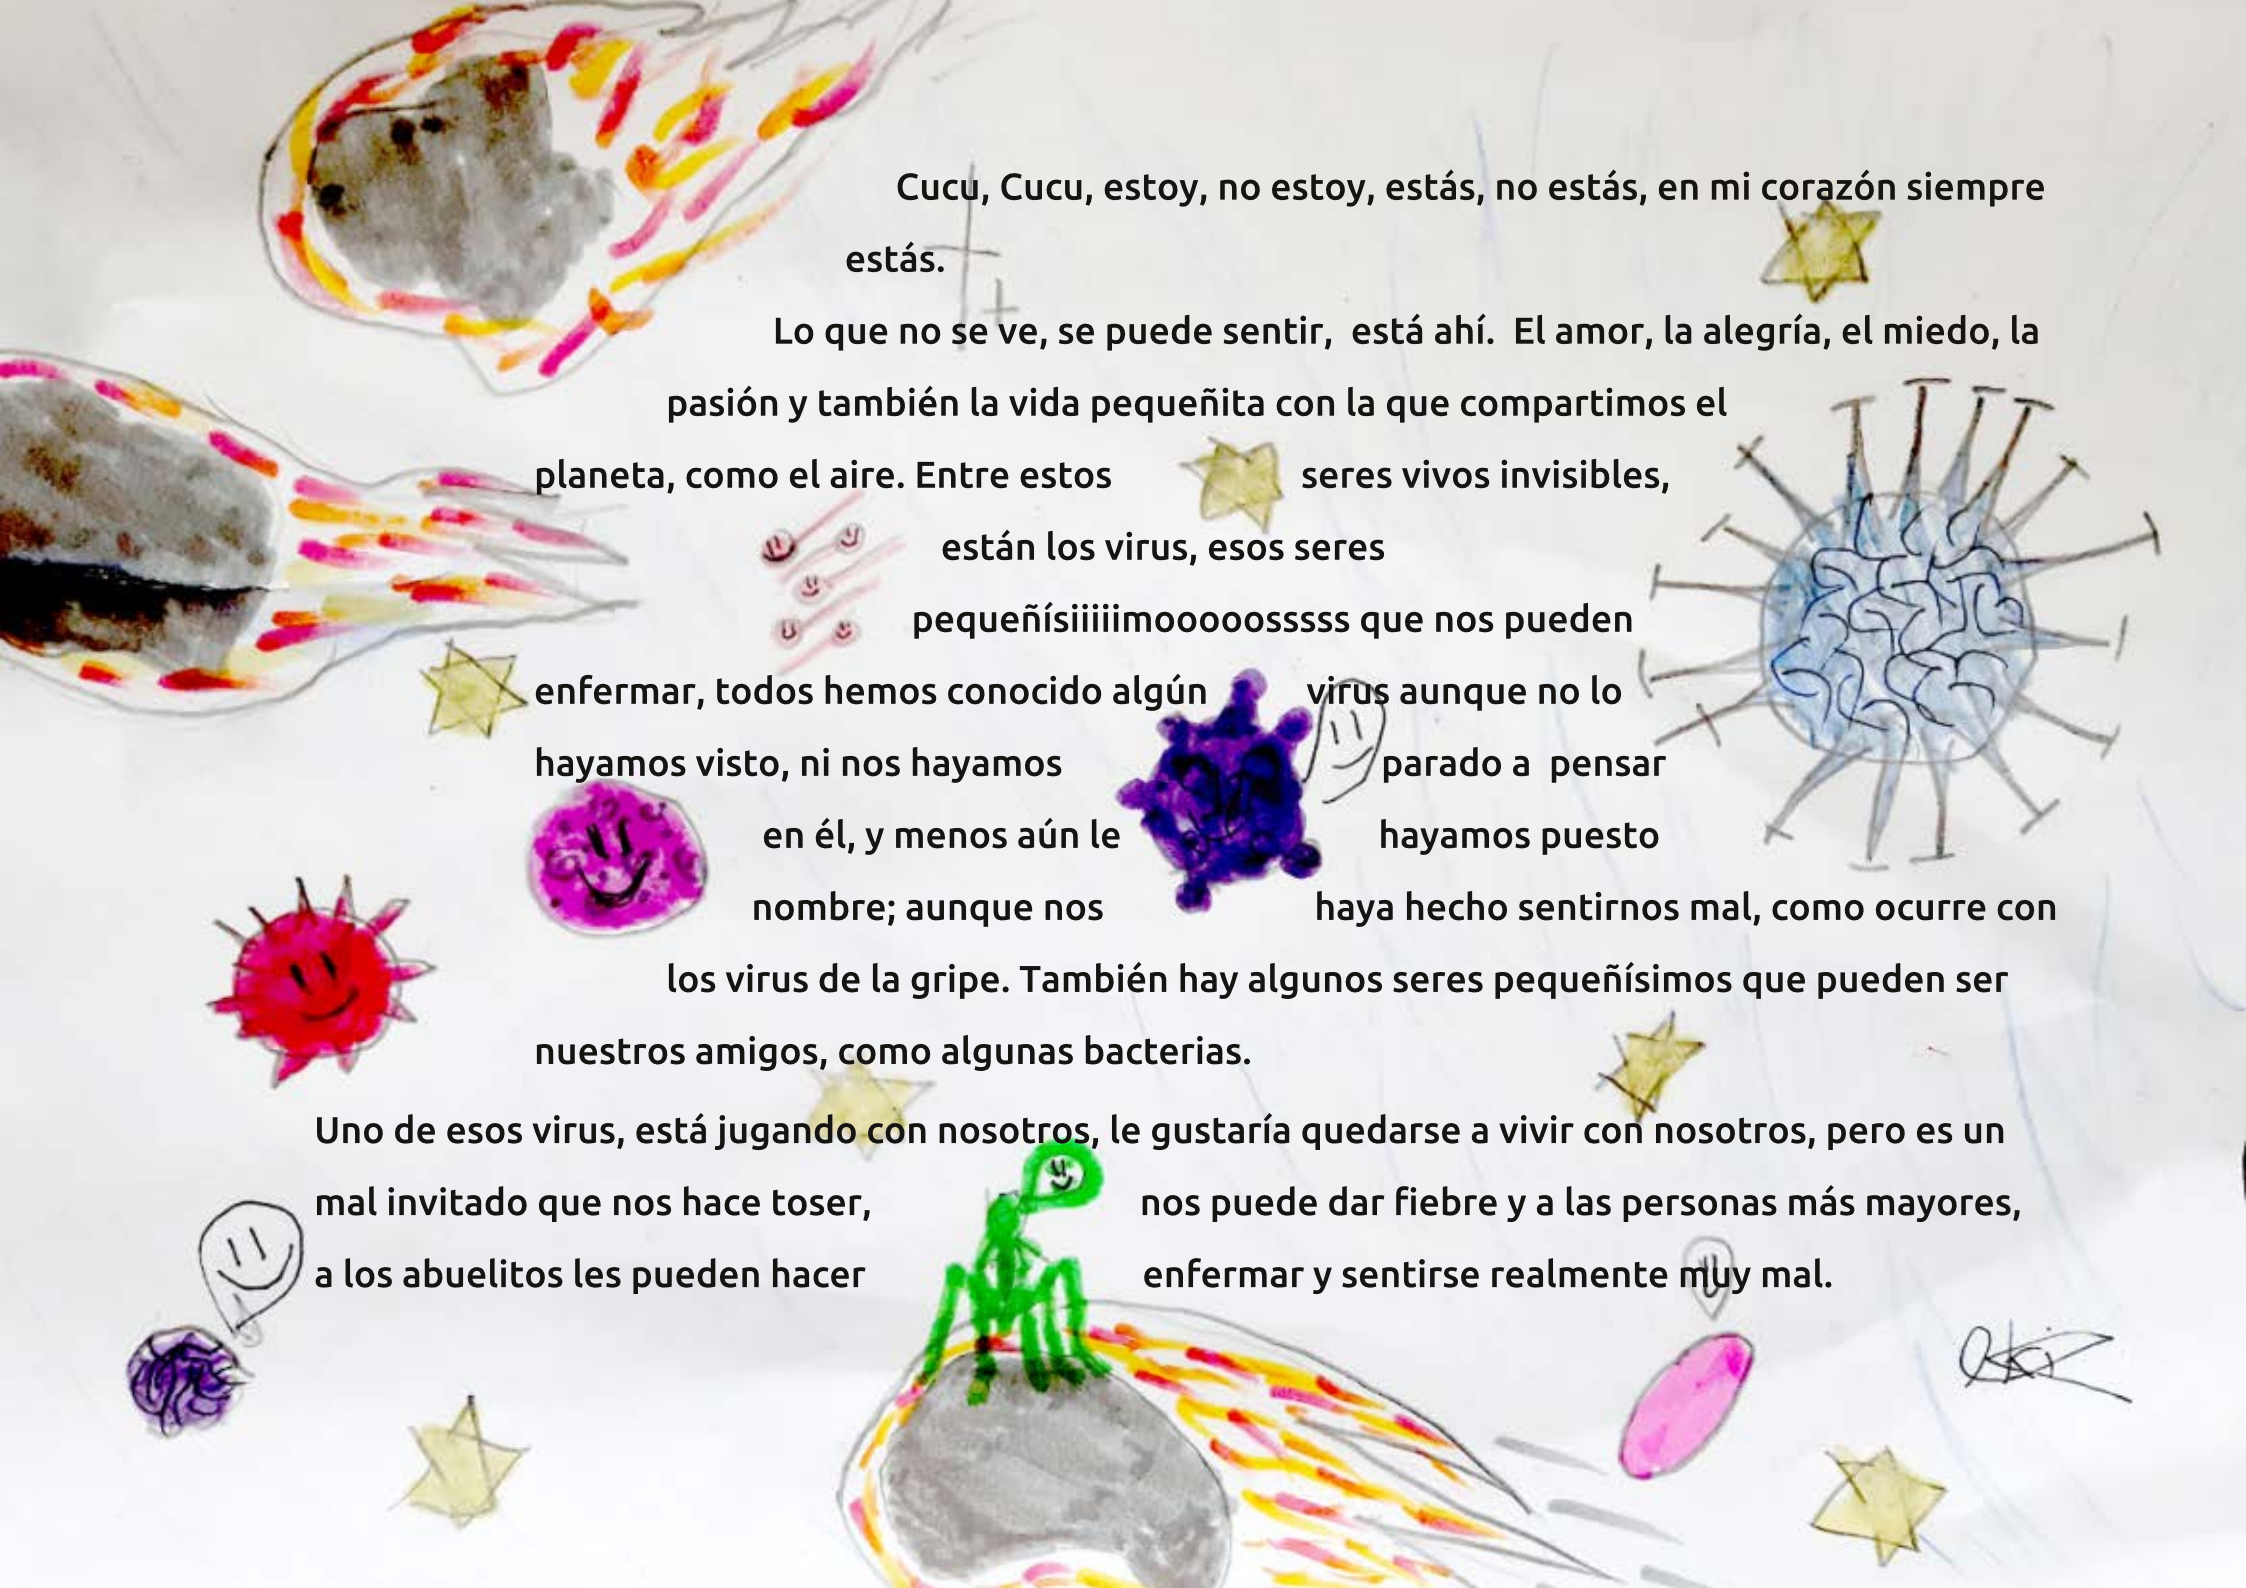 Cucu, Cucu, estoy, no estoy, estás, no estás, en mi corazón siempre
estás.
Lo que no se ve, se puede sentir,  está ahí.  El amor, la alegría, el miedo, la
pasión y también la vida pequeñita con la que compartimos el
planeta, como el aire. Entre estos seres vivos invisibles,
están los virus, esos seres
pequeñísiiiiimooooosssss que nos pueden
enfermar, todos hemos conocido algún virus aunque no lo
hayamos visto, ni nos hayamos parado a  pensar
en él, y menos aún le hayamos puesto
nombre; aunque nos haya hecho sentirnos mal, como ocurre con
los virus de la gripe. También hay algunos seres pequeñísimos que pueden ser
nuestros amigos, como algunas bacterias.
Uno de esos virus, está jugando con nosotros, le gustaría quedarse a vivir con nosotros, pero es un
mal invitado que nos hace toser, nos puede dar fiebre y a las personas más mayores,
a los abuelitos les pueden hacer enfermar y sentirse realmente muy mal.